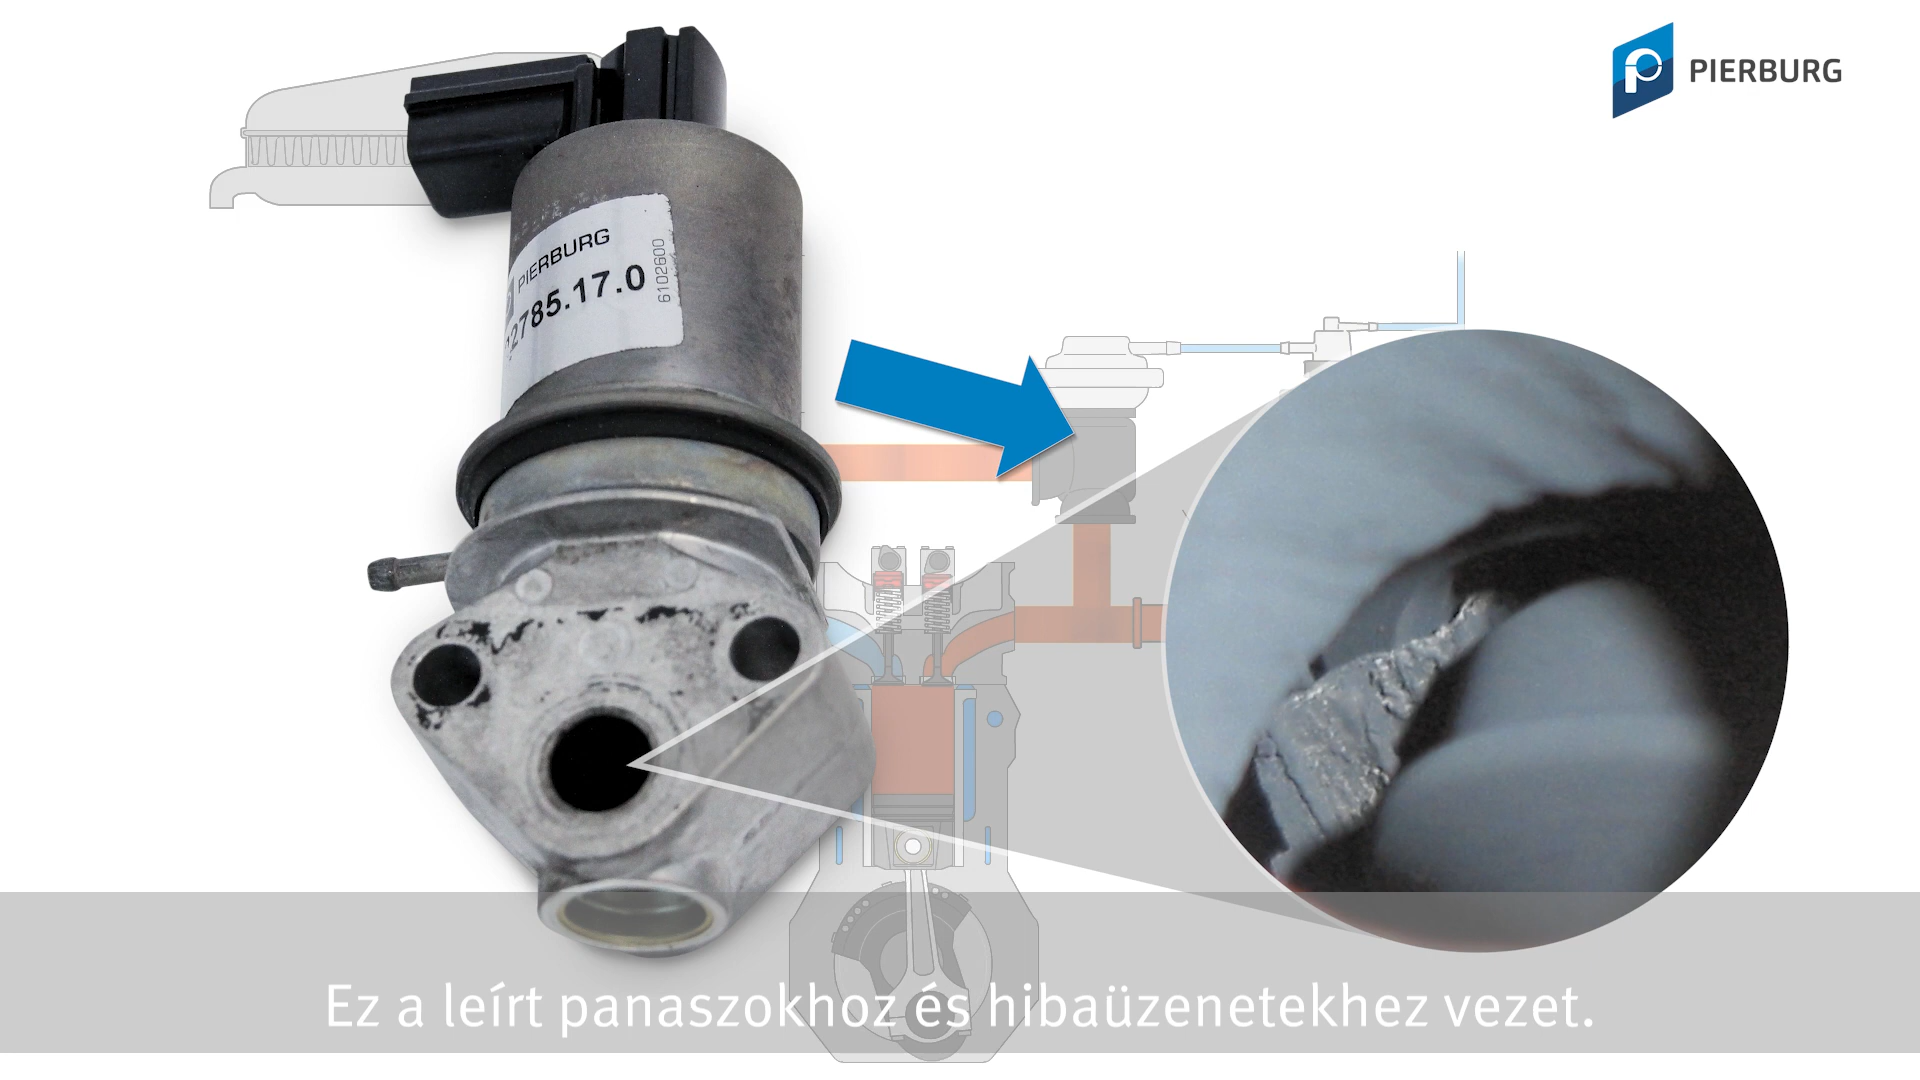 PIERBURG
PIERBURG
2785.17.0
6102600
Ez a leírt panaszokhoz és hibaüzenetekhez vezet.